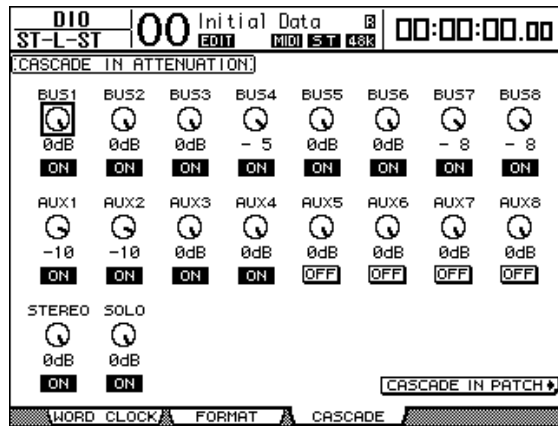 DIO
ST-L-ST
00 Initial Data
EDIT MIDI ST 48K
00:00:00.00
CASCADE IN ATTENUATION
BUS1 BUS2 BUS3 BUS4 BUS5 BUS6 BUS7 BUS8
0dB 0dB 0dB - 5 0dB 0dB - 8 - 8
ON ON ON ON ON ON ON ON
AUX1 AUX2 AUX3 AUX4 AUX5 AUX6 AUX7 AUX8
-10 -10 0dB 0dB 0dB 0dB 0dB 0dB
ON ON ON ON OFF OFF OFF OFF
STEREO SOLO
0dB 0dB
ON ON
CASCADE IN PATCH
WORD CLOCK FORMAT CASCADE